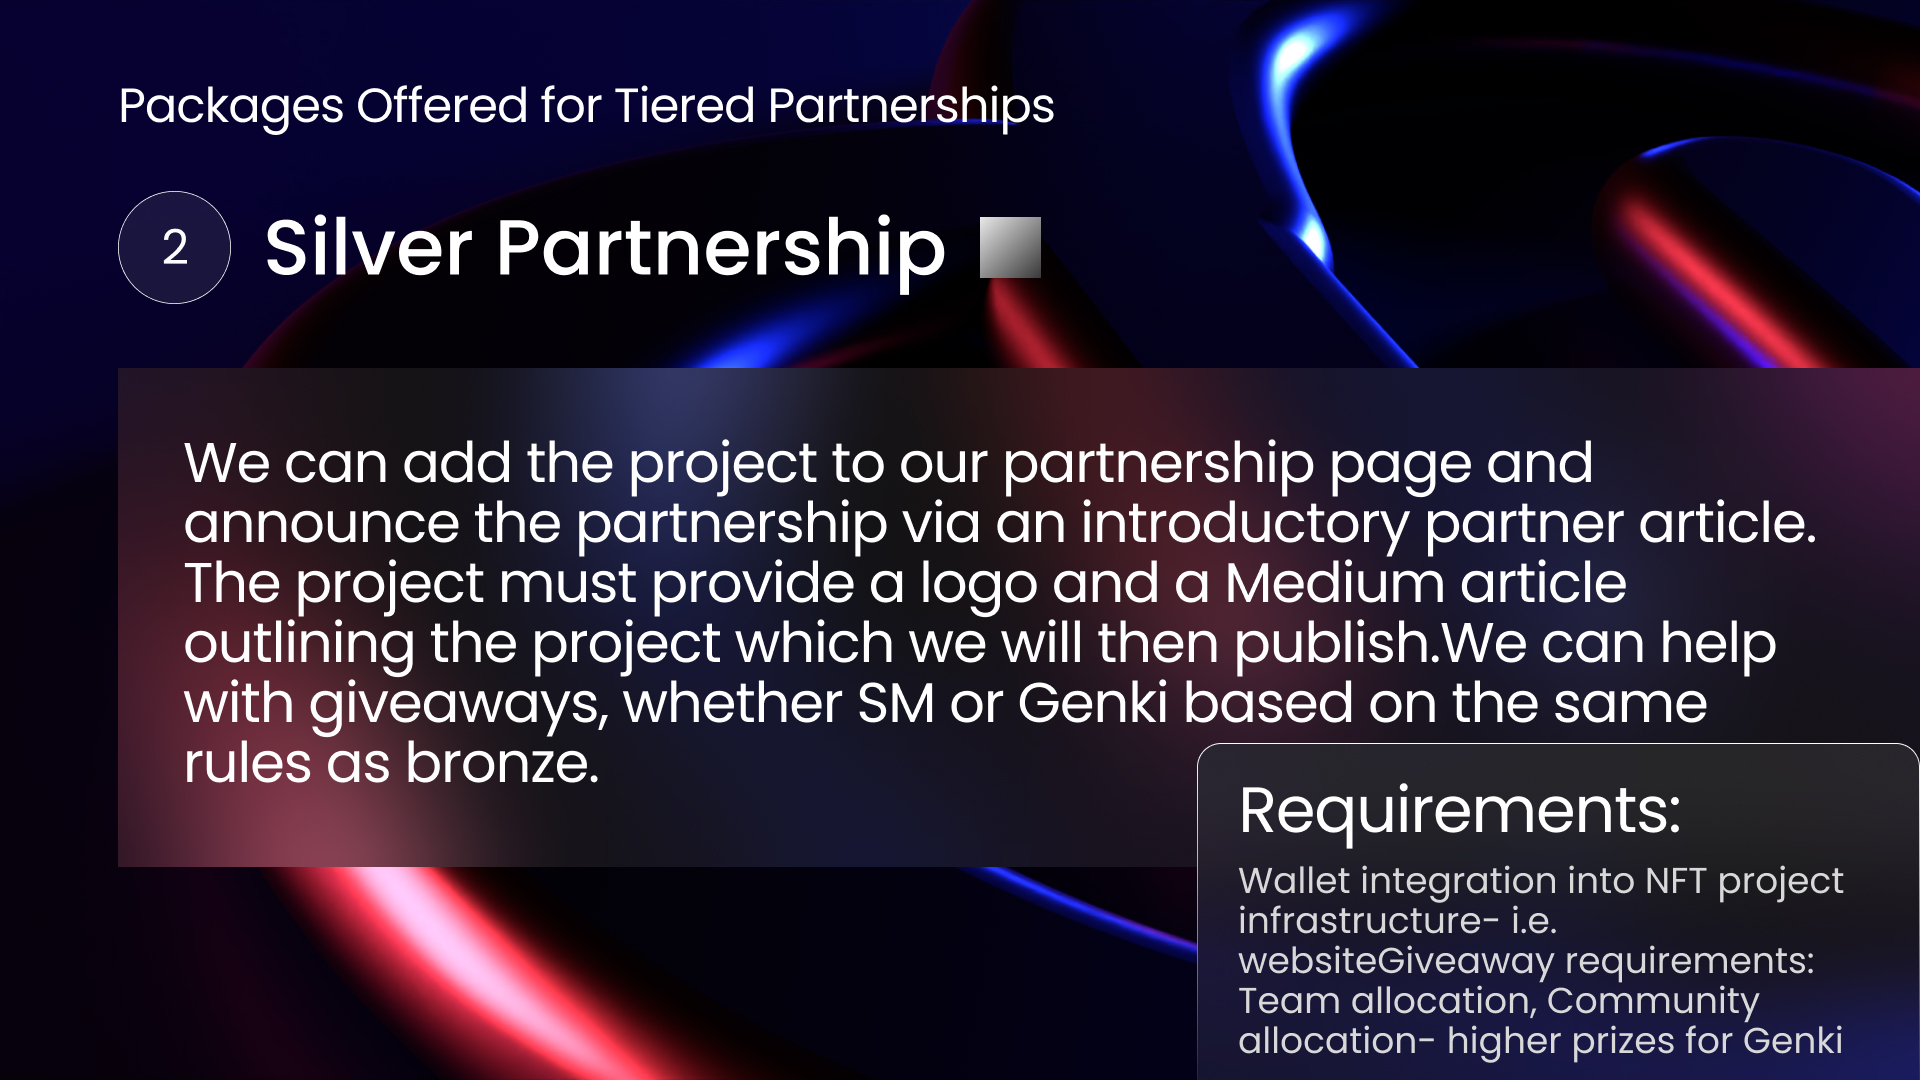 Packages Offered for Tiered Partnerships
2
Silver Partnership
We can add the project to our partnership page and
announce the partnership via an introductory partner article.
The project must provide a logo and a Medium article
outlining the project which we will then publish.We can help
with giveaways, whether SM or Genki based on the same
rules as bronze.
Requirements:
Wallet integration into NFT project
infrastructure- i.e.
websiteGiveaway requirements:
Team allocation, Community
allocation- higher prizes for Genki